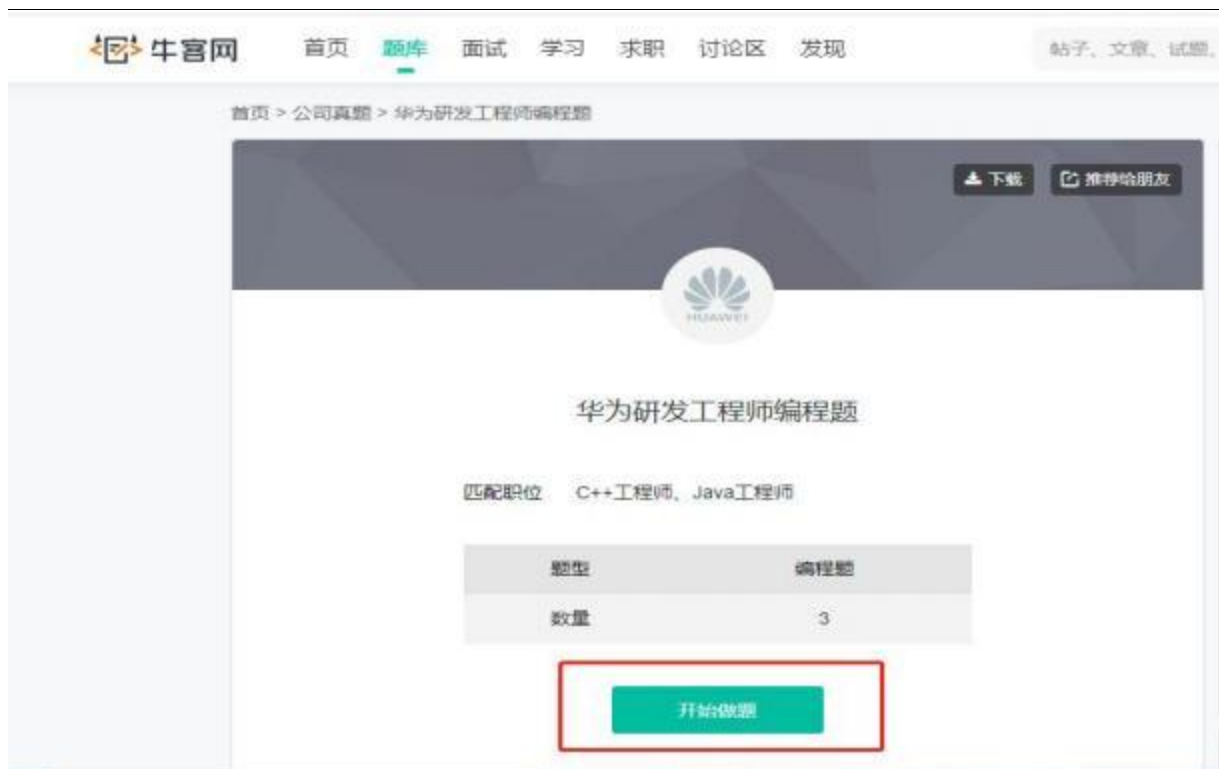 牛客网 首页 题库 面试 学习 求职 讨论区 发现 帖子、文章、试题、
首页 > 公司真题 > 华为研发工程师编程题
下载 推荐给朋友
HUAWEI
华为研发工程师编程题
匹配职位 C++工程师、Java工程师
题型 编程题
数量 3
开始做题